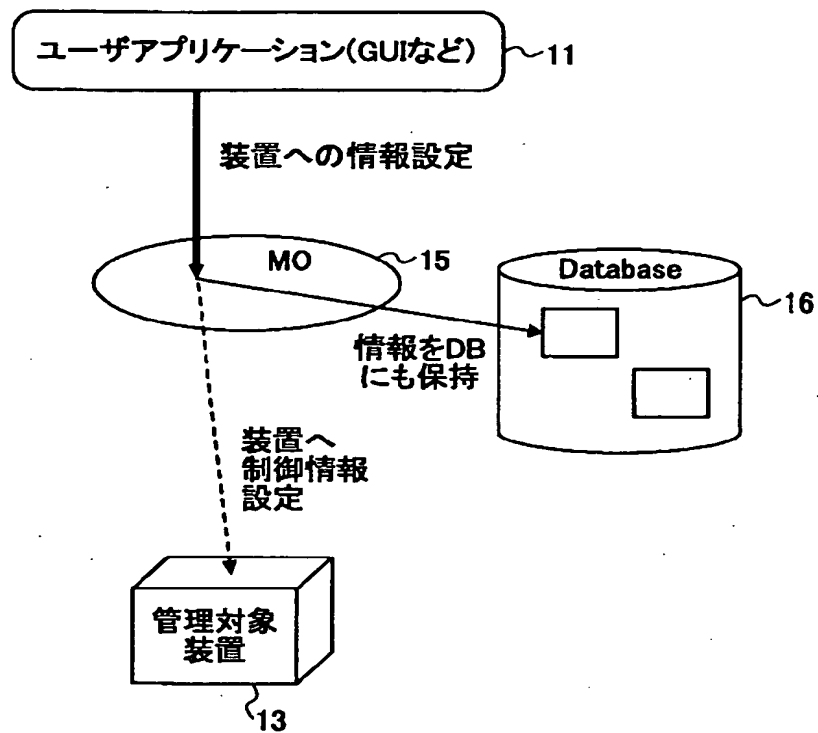 ユーザアプリケーション(GUIなど)
11
装置への情報設定
MO
15
Database
16
情報をDB
にも保持
装置へ
制御情報
設定
管理対象
装置
13